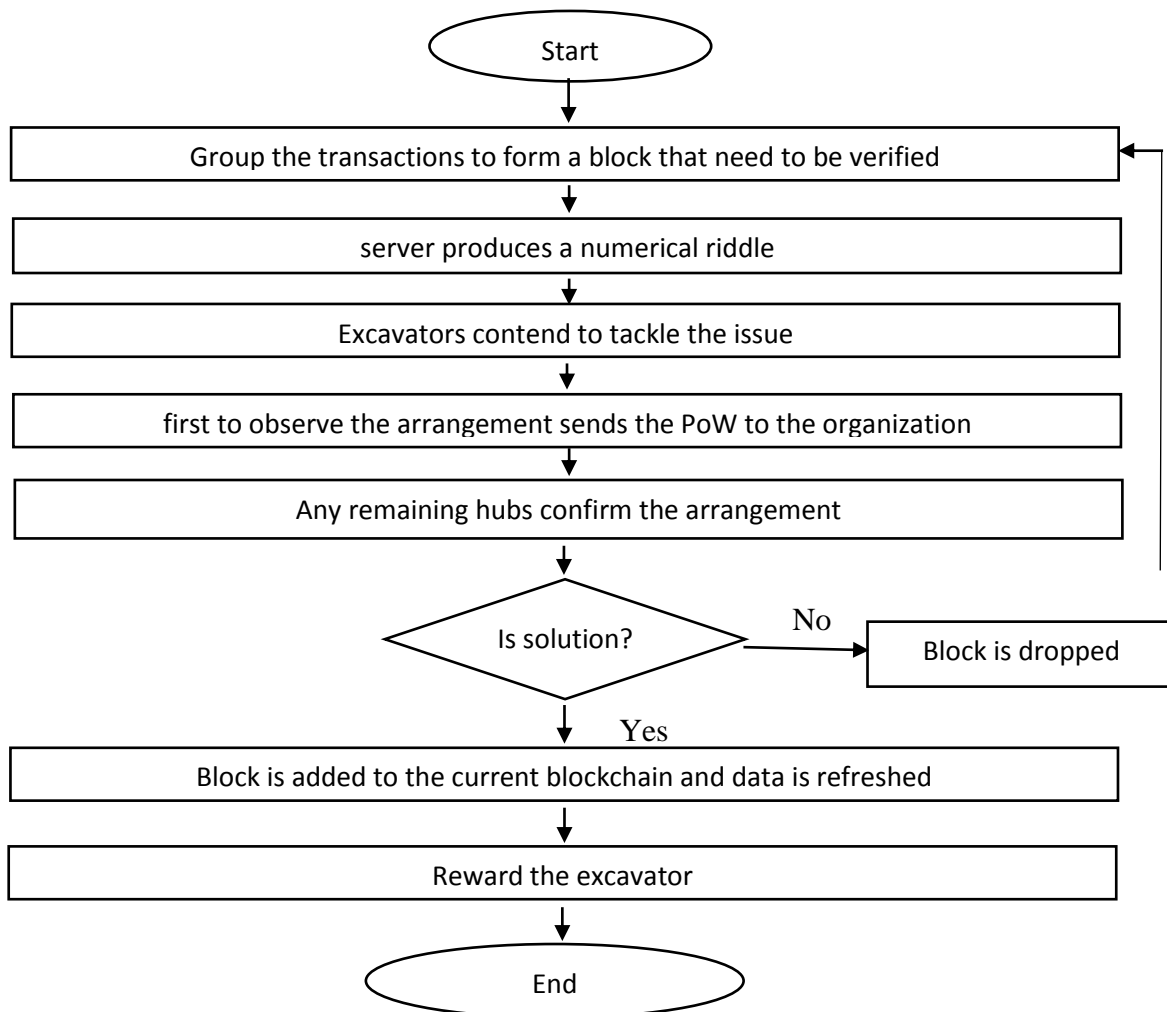 Start
Group the transactions to form a block that need to be verified
server produces a numerical riddle
Excavators contend to tackle the issue
first to observe the arrangement sends the PoW to the organization
Any remaining hubs confirm the arrangement
Is solution?
No
Block is dropped
Yes
Block is added to the current blockchain and data is refreshed
Reward the excavator
End